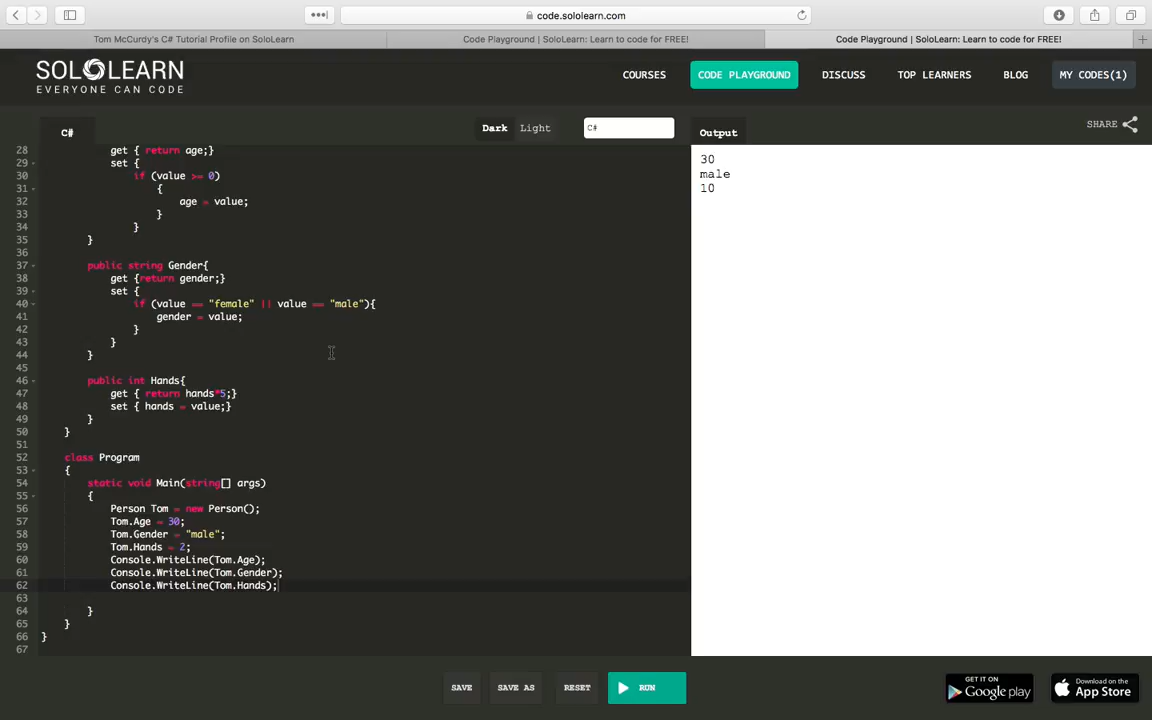 code.sololearn.com
Tom McCurdy's C# Tutorial Profile on SoloLearn
Code Playground | SoloLearn: Learn to code for FREE!
Code Playground | SoloLearn: Learn to code for FREE!
SOLOLEARN
EVERYONE CAN CODE
COURSES
CODE PLAYGROUND
DISCUSS
TOP LEARNERS
BLOG
MY CODES(1)
C#
Dark
Light
C#
Output
SHARE
28 get { return age;}
29 set {
30 if (value >= 0)
31 {
32 age = value;
33 }
34 }
35 }
36
37 public string Gender{
38 get {return gender;}
39 set {
40 if (value == "female" || value == "male"){
41 gender = value;
42 }
43 }
44 }
45
46 public int Hands{
47 get { return hands*5;}
48 set { hands = value;}
49 }
50 }
51
52 class Program
53 {
54 static void Main(string[] args)
55 {
56 Person Tom = new Person();
57 Tom.Age = 30;
58 Tom.Gender = "male";
59 Tom.Hands = 2;
60 Console.WriteLine(Tom.Age);
61 Console.WriteLine(Tom.Gender);
62 Console.WriteLine(Tom.Hands);
63
64 }
65 }
66 }
67
30
male
10
SAVE
SAVE AS
RESET
RUN
GET IT ON
Google play
Download on the
App Store